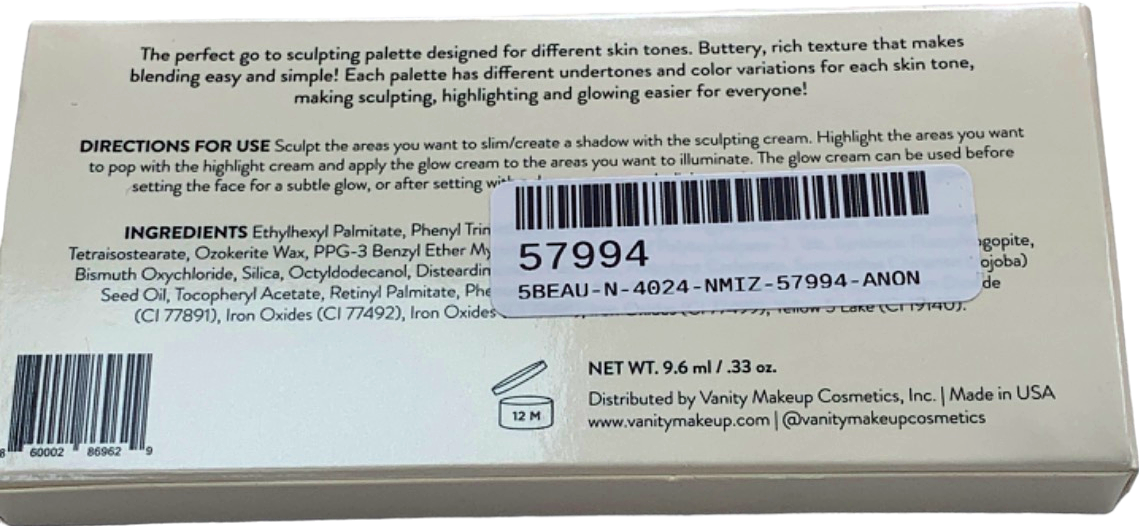 The perfect go to sculpting palette designed for different skin tones. Buttery, rich texture that makes
blending easy and simple! Each palette has different undertones and color variations for each skin tone,
making sculpting, highlighting and glowing easier for everyone!
DIRECTIONS FOR USE Sculpt the areas you want to slim/create a shadow with the sculpting cream. Highlight the areas you want
to pop with the highlight cream and apply the glow cream to the areas you want to illuminate. The glow cream can be used before
setting the face for a subtle glow, or after setting
INGREDIENTS Ethylhexyl Palmitate, Phenyl
Tetraisostearate, Ozokerite Wax, PPG-3 Benzyl Ether
Bismuth Oxychloride, Silica, Octyldodecanol,
Seed Oil, Tocopheryl Acetate, Retinyl Palmitate,
(CI 77891), Iron Oxides (CI 77492), Iron Oxides Yellow 5 Lake (CI 19140).
57994
5BEAU-N-4024-NMIZ-57994-ANON
8 60002 86962 9
12 M
NET WT. 9.6 ml / .33 oz.
Distributed by Vanity Makeup Cosmetics, Inc. | Made in USA
www.vanitymakeup.com | @vanitymakeupcosmetics